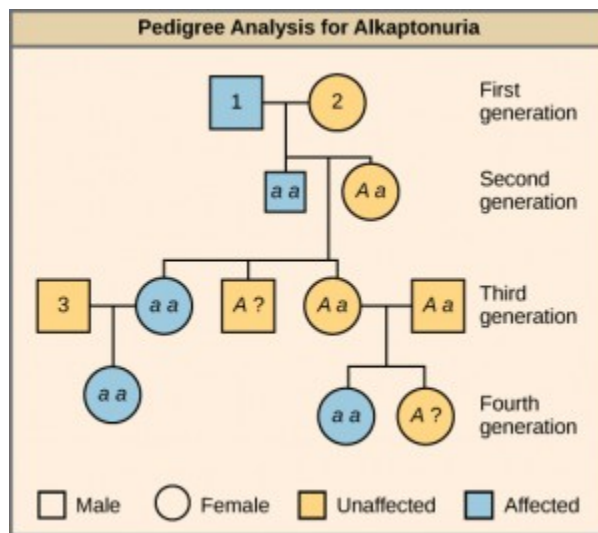 Pedigree Analysis for Alkaptonuria
1 2 First
generation
a a A a Second
generation
3 a a A ? A a A a Third
generation
a a a a A ? Fourth
generation
Male Female Unaffected Affected